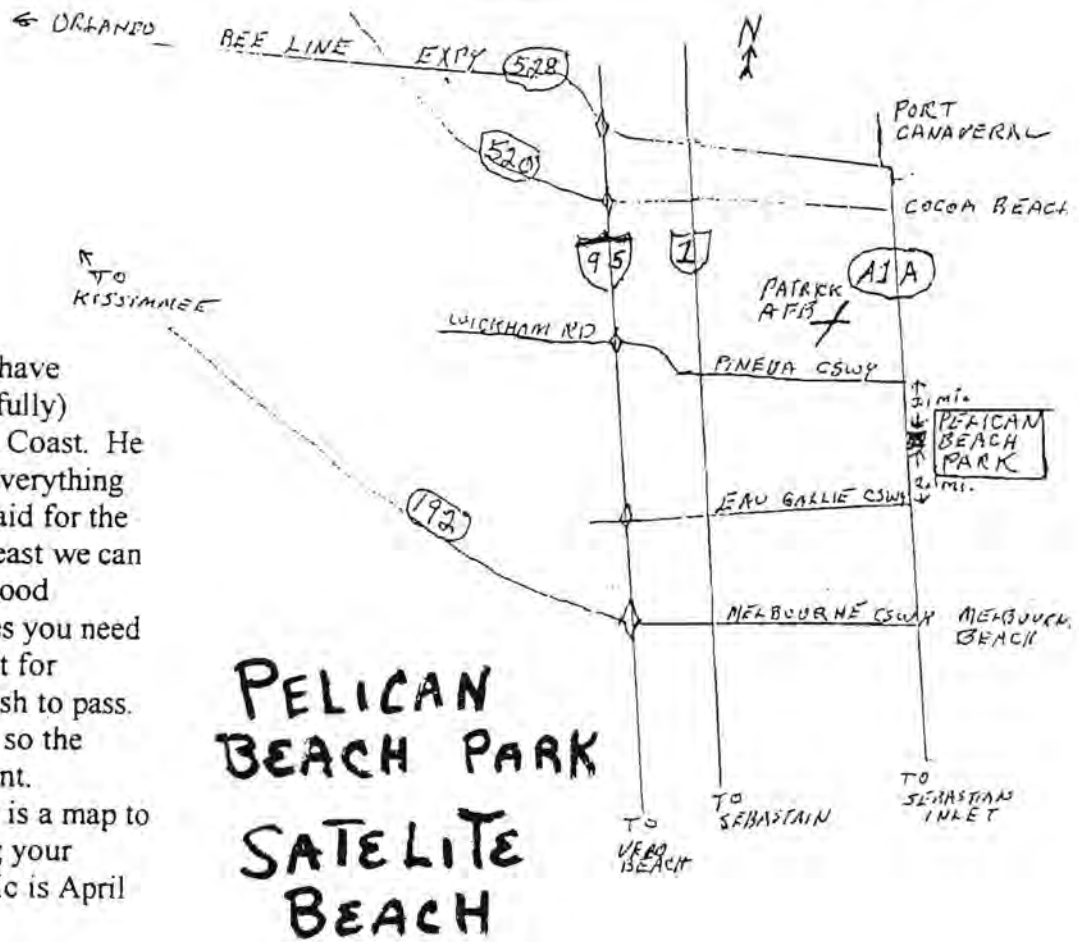 ← ORLANDO
BEE LINE EXPY 528
N
PORT
CANAVERAL
520
COCOA BEACH
95
1
A1A
TO
KISSIMMEE
PATRICK
AFB
WICKHAM RD
PINEDA CSWY
mi.
PELICAN
BEACH
PARK
mi.
EAU GALLIE CSWY
192
MELBOURNE CSWY
MELBOURN
BEACH
have
fully)
Coast. He
verything
aid for the
east we can
ood
es you need
t for
sh to pass.
so the
nt.
is a map to
your
c is April
PELICAN
BEACH PARK
SATELITE
BEACH
TO
VERO
BEACH
TO
SEBASTAIN
TO
SEBASTIAN
INLET